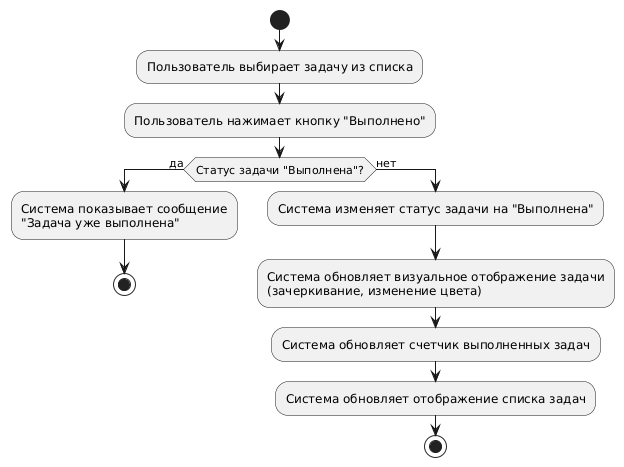 Пользователь выбирает задачу из списка
Пользователь нажимает кнопку "Выполнено"
да
Статус задачи "Выполнена"?
нет
Система показывает сообщение
"Задача уже выполнена"
Система изменяет статус задачи на "Выполнена"
Система обновляет визуальное отображение задачи
(зачеркивание, изменение цвета)
Система обновляет счетчик выполненных задач
Система обновляет отображение списка задач